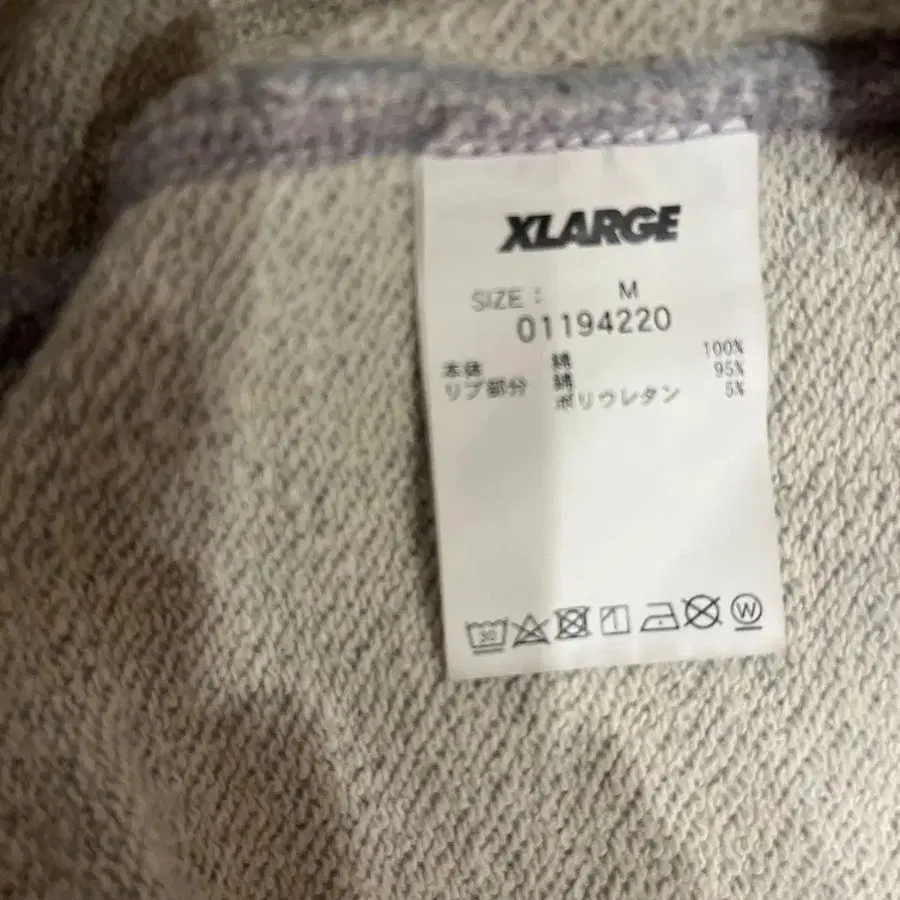 XLARGE
SIZE : M
01194220
本体 綿 100%
リブ部分 綿 95%
ポリウレタン 5%
30
W